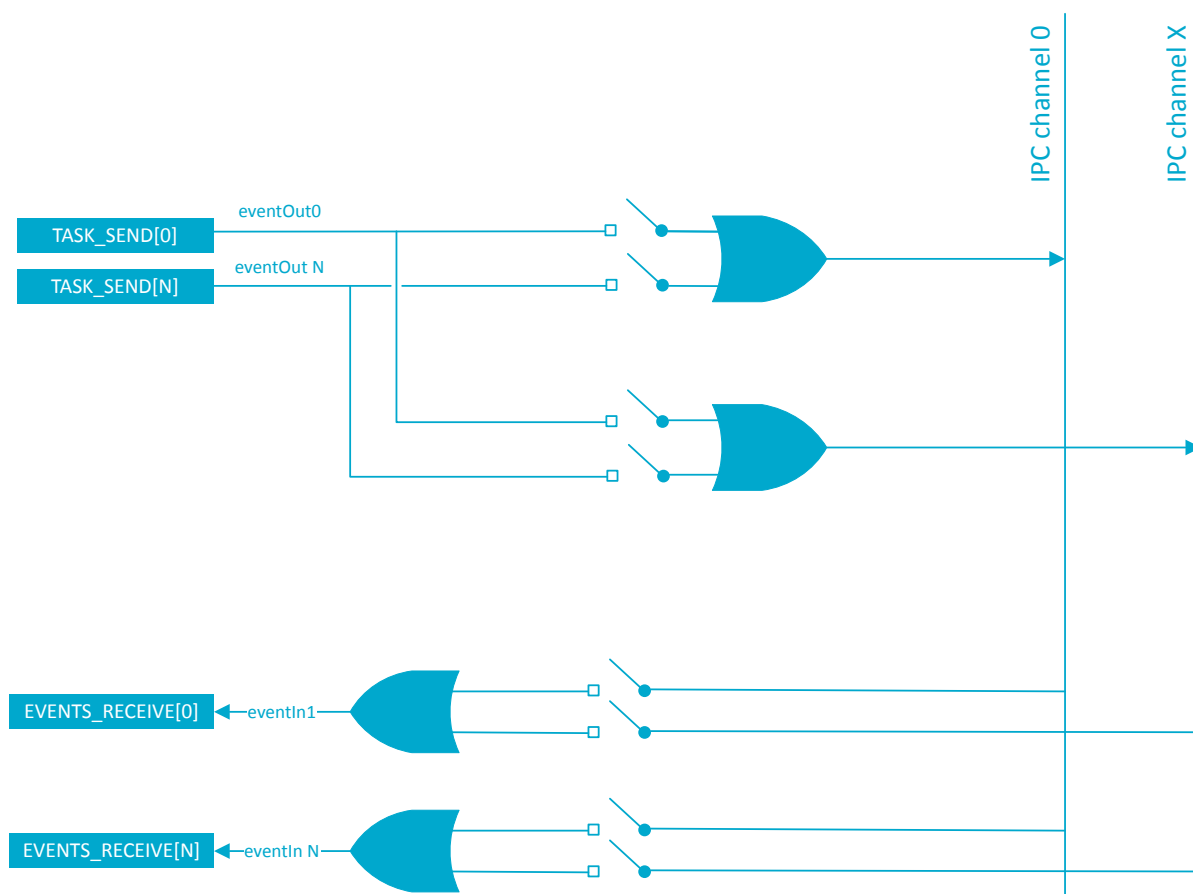 IPC channel 0
IPC channel X
eventOut0
TASK_SEND[0]
eventOut N
TASK_SEND[N]
EVENTS_RECEIVE[0]
eventIn1
EVENTS_RECEIVE[N]
eventIn N